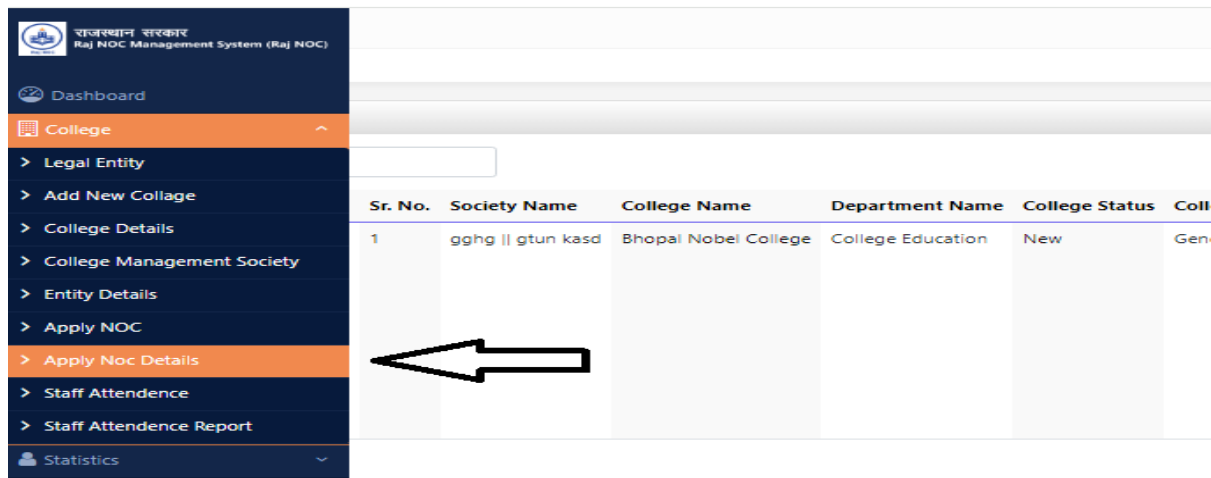 राजस्थान सरकार
Raj NOC Management System (Raj NOC)
Dashboard
College
> Legal Entity
> Add New Collage
> College Details
> College Management Society
> Entity Details
> Apply NOC
> Apply Noc Details
> Staff Attendence
> Staff Attendence Report
Statistics
Sr. No. Society Name College Name Department Name College Status Coll
1 gghg || gtun kasd Bhopal Nobel College College Education New Gen